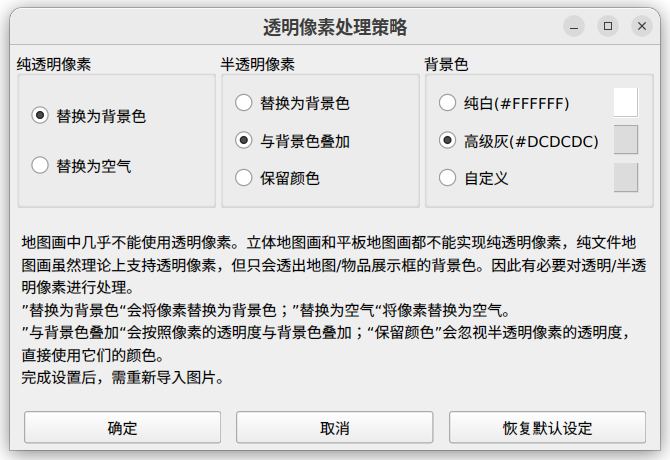 透明像素处理策略
纯透明像素
半透明像素
背景色
替换为背景色
替换为空气
替换为背景色
与背景色叠加
保留颜色
纯白(#FFFFFF)
高级灰(#DCDCDC)
自定义
地图画中几乎不能使用透明像素。立体地图画和平板地图画都不能实现纯透明像素，纯文件地
图画虽然理论上支持透明像素，但只会透出地图/物品展示框的背景色。因此有必要对透明/半透
明像素进行处理。
”替换为背景色“会将像素替换为背景色；”替换为空气“将像素替换为空气。
”与背景色叠加“会按照像素的透明度与背景色叠加；“保留颜色”会忽视半透明像素的透明度，
直接使用它们的颜色。
完成设置后，需重新导入图片。
确定
取消
恢复默认设定